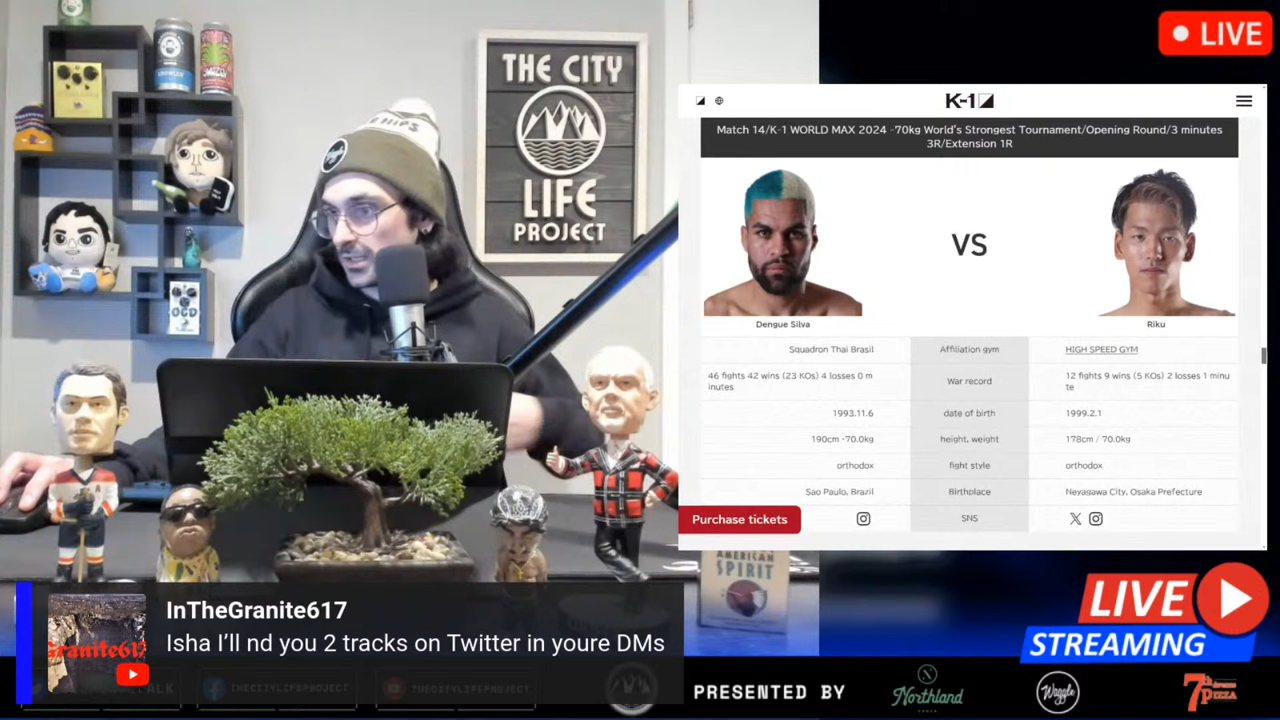 LIVE
K-1
Match 14/K-1 WORLD MAX 2024 -70kg World's Strongest Tournament/Opening Round/3 minutes
3R/Extension 1R
VS
Dengue Silva
Riku
Squadron Thai Brasil
Affiliation gym
HIGH SPEED GYM
46 fights 42 wins (23 KOs) 4 losses 0 m
inutes
War record
12 fights 9 wins (5 KOs) 2 losses 1 minu
te
1993.11.6
date of birth
1999.2.1
190cm ·70.0kg
height, weight
178cm / 70.0kg
orthodox
fight style
orthodox
Sao Paulo, Brazil
Birthplace
Neyagawa City, Osaka Prefecture
Purchase tickets
SNS
THE CITY
LIFE
PROJECT
OCD
AMERICAN
SPIRIT
InTheGranite617
Isha I'll nd you 2 tracks on Twitter in youre DMs
LIVE
STREAMING
THECITYLIFEPROJECT
THECITYLIFEPROJECT
PRESENTED BY
Northland
Waggle
PIZZA